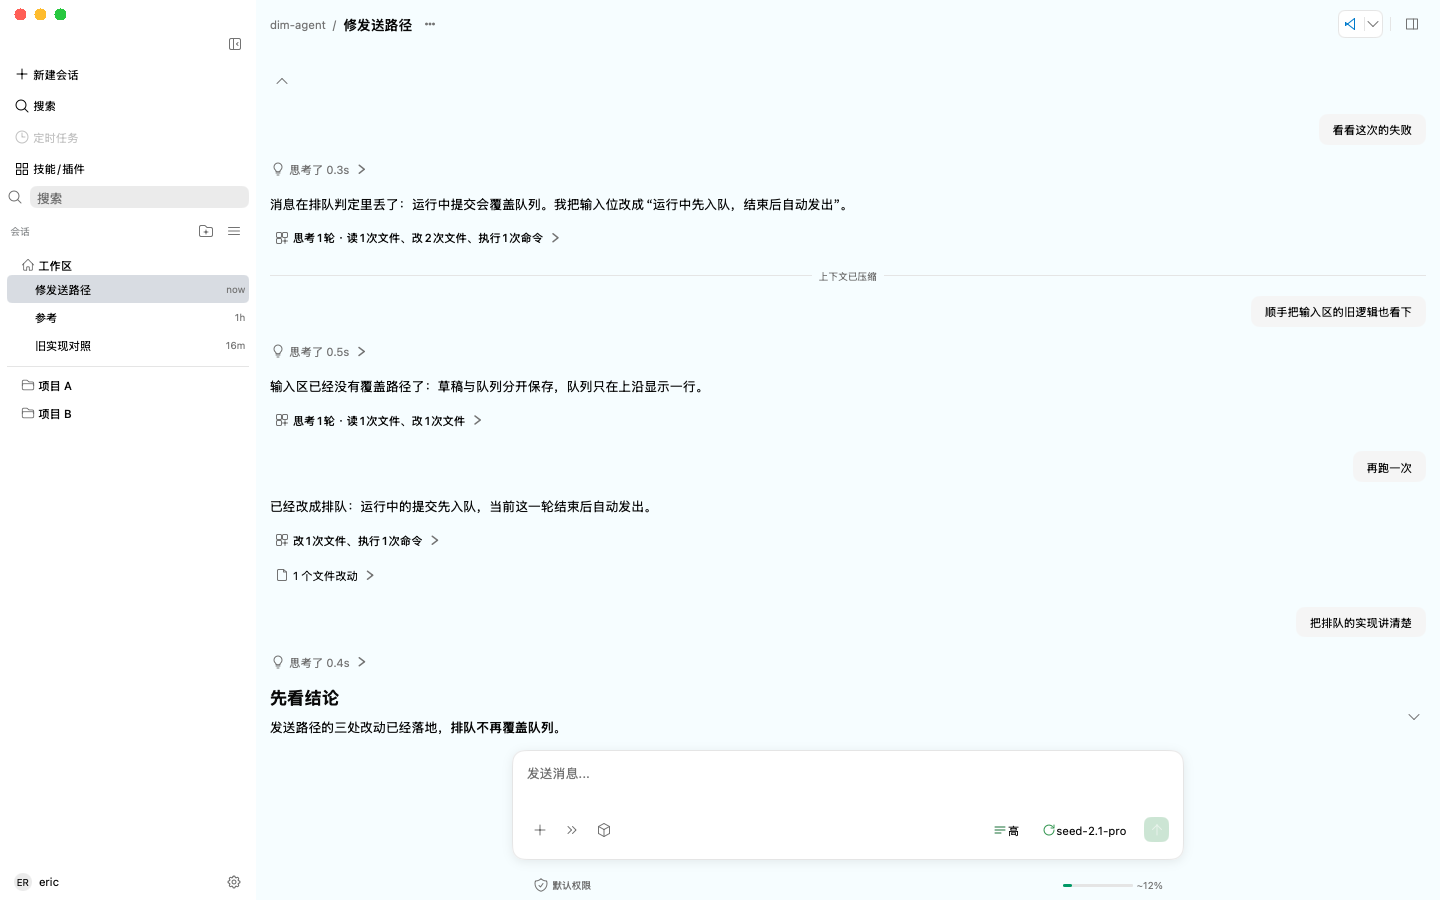 dim-agent / 修发送路径 ···
新建会话
搜索
定时任务
技能/插件
搜索
会话
工作区
修发送路径 now
参考 1h
旧实现对照 16m
项目 A
项目 B
ER eric
看看这次的失败
思考了 0.3s
消息在排队判定里丢了：运行中提交会覆盖队列。我把输入位改成 “运行中先入队，结束后自动发出”。
思考1轮 · 读1次文件、改2次文件、执行1次命令
上下文已压缩
顺手把输入区的旧逻辑也看下
思考了 0.5s
输入区已经没有覆盖路径了：草稿与队列分开保存，队列只在上沿显示一行。
思考1轮 · 读1次文件、改1次文件
再跑一次
已经改成排队：运行中的提交先入队，当前这一轮结束后自动发出。
改1次文件、执行1次命令
1 个文件改动
把排队的实现讲清楚
思考了 0.4s
先看结论
发送路径的三处改动已经落地，排队不再覆盖队列。
发送消息...
高 seed-2.1-pro
默认权限 ~12%